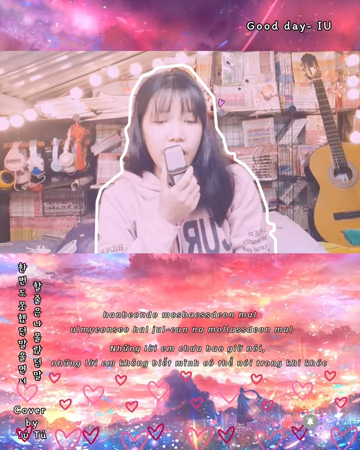 Good day- IU
한번도못했던말울면서
할줄은나몰랐던말
hanbeondo moshaessdeon mal
ulmyeonseo hal jul-eun na mollassdeon mal
Những lời em chưa bao giờ nói,
những lời em không biết mình có thể nói trong khi khóc
Cover
by
Tú